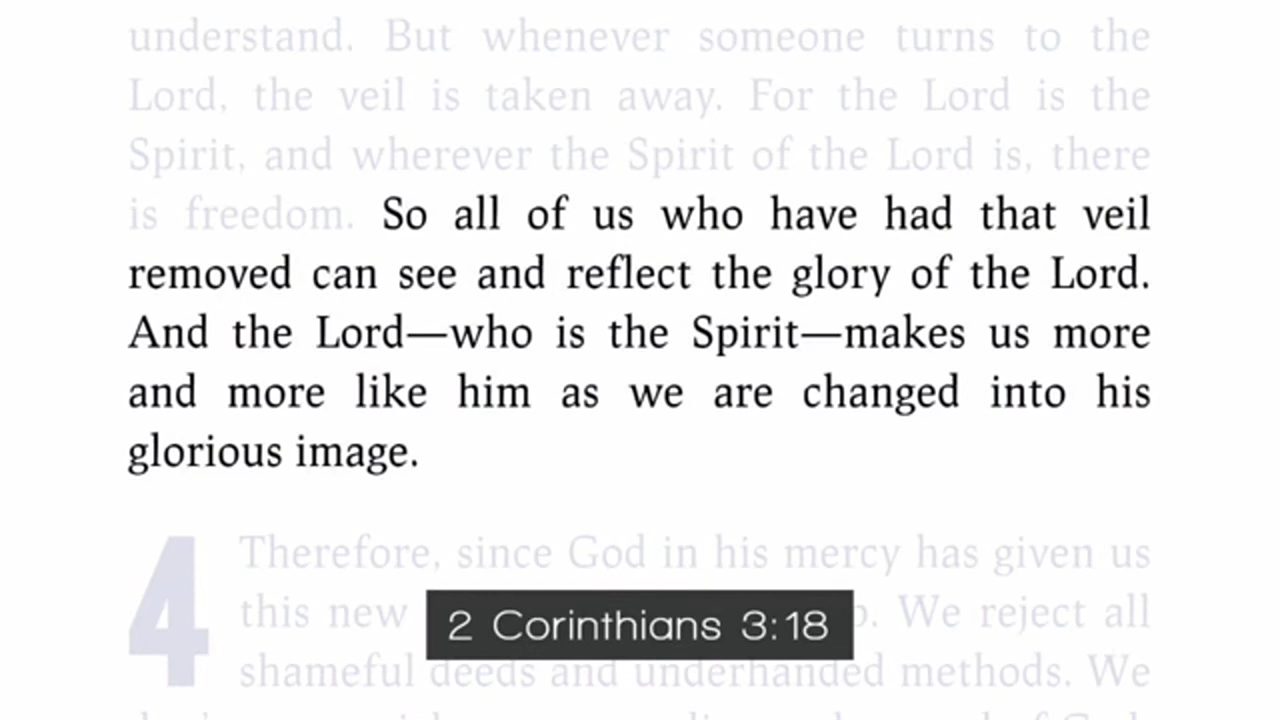 understand. But whenever someone turns to the
Lord, the veil is taken away. For the Lord is the
Spirit, and wherever the Spirit of the Lord is, there
is freedom. So all of us who have had that veil
removed can see and reflect the glory of the Lord.
And the Lord—who is the Spirit—makes us more
and more like him as we are changed into his
glorious image.
4 Therefore, since God in his mercy has given us
this new . We reject all
2 Corinthians 3:18
shameful deeds and underhanded methods. We